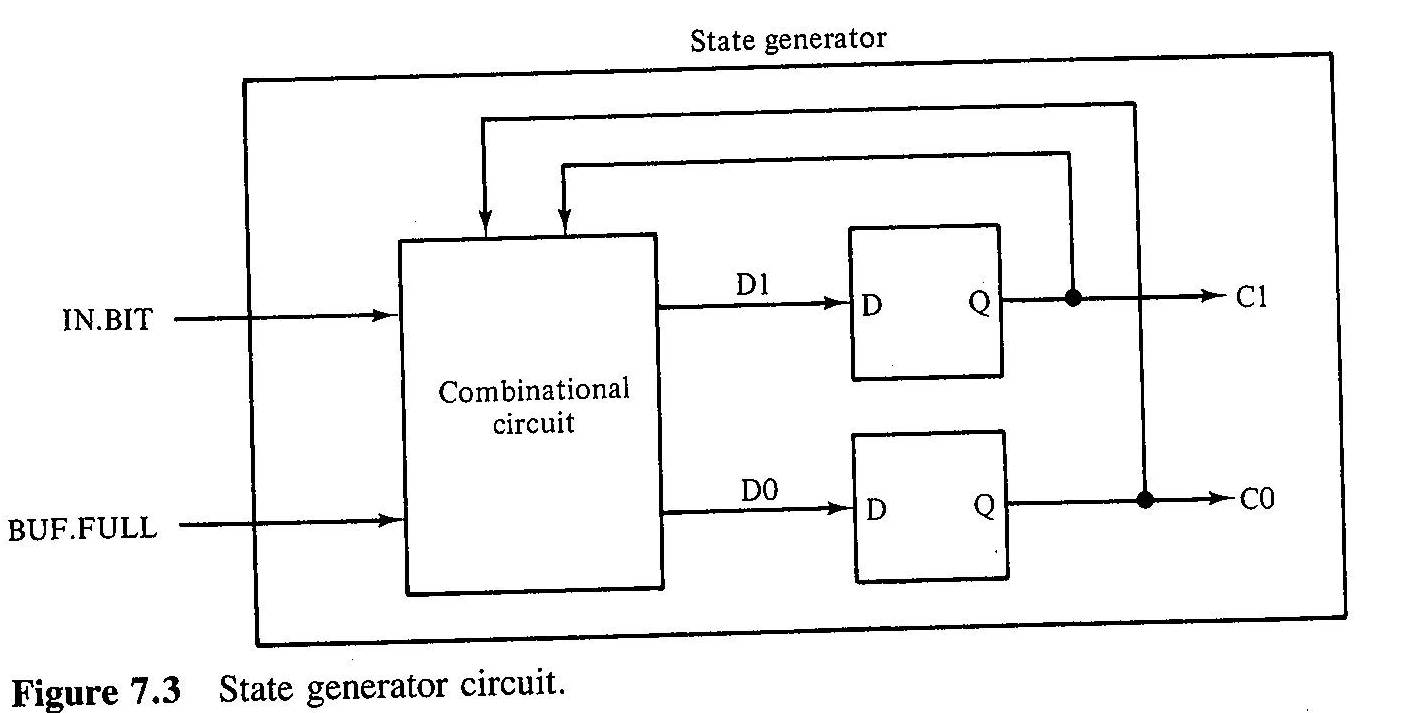 State generator
IN.BIT
BUF.FULL
Combinational
circuit
D1
D
Q
C1
D0
D
Q
C0
Figure 7.3 State generator circuit.